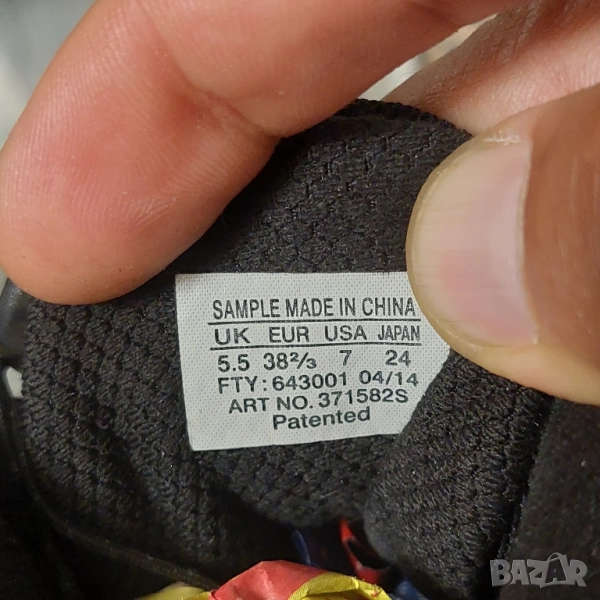 SAMPLE MADE IN CHINA
UK EUR USA JAPAN
5.5 38⅔ 7 24
FTY: 643001 04/14
ART NO. 371582S
Patented
BAZAR